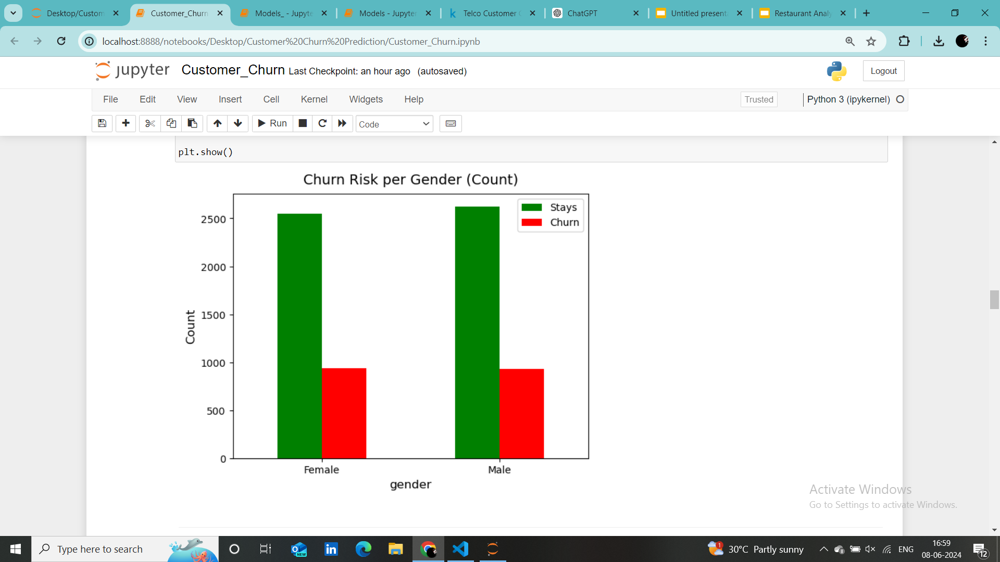 Desktop/Custom
Customer_Churn
Models_ - Jupyte
Models - Jupyter
Telco Customer C
ChatGPT
Untitled present
Restaurant Analy
localhost:8888/notebooks/Desktop/Customer%20Churn%20Prediction/Customer_Churn.ipynb
jupyter Customer_Churn Last Checkpoint: an hour ago (autosaved)
Logout
File Edit View Insert Cell Kernel Widgets Help
Trusted
Python 3 (ipykernel)
Run
Code
plt.show()
Churn Risk per Gender (Count)
Stays
Churn
2500
2000
1500
1000
500
0
Count
Female Male
gender
Activate Windows
Go to Settings to activate Windows.
Type here to search
NEW
1
30°C Partly sunny
ENG
16:59
08-06-2024
12